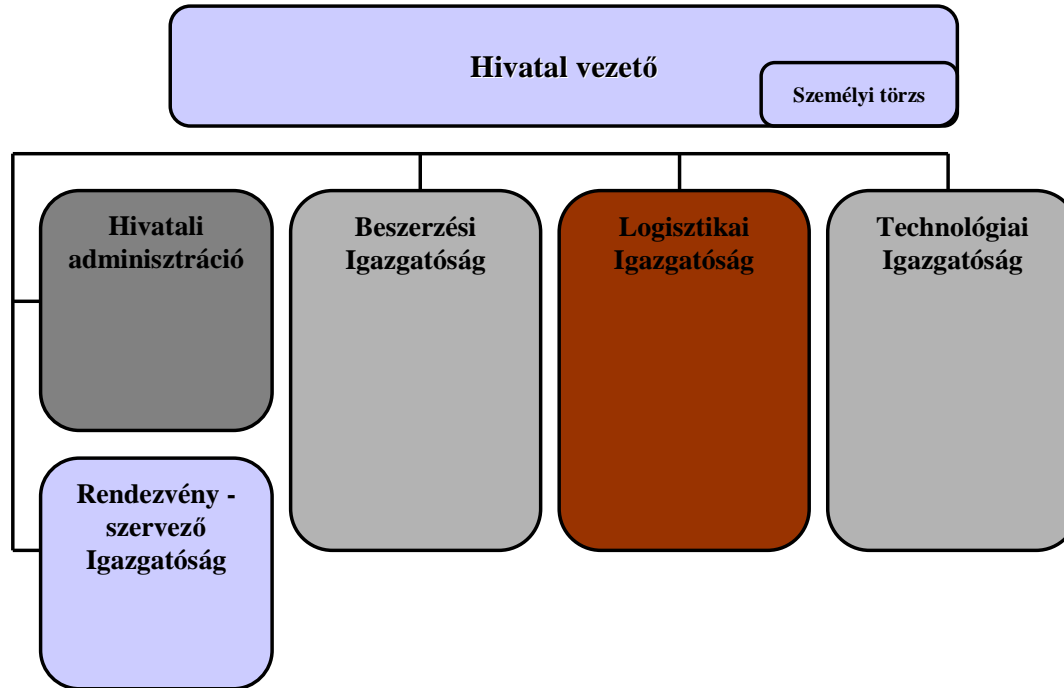 Hivatal vezető
Személyi törzs
Hivatali
adminisztráció
Beszerzési
Igazgatóság
Logisztikai
Igazgatóság
Technológiai
Igazgatóság
Rendezvény -
szervező
Igazgatóság